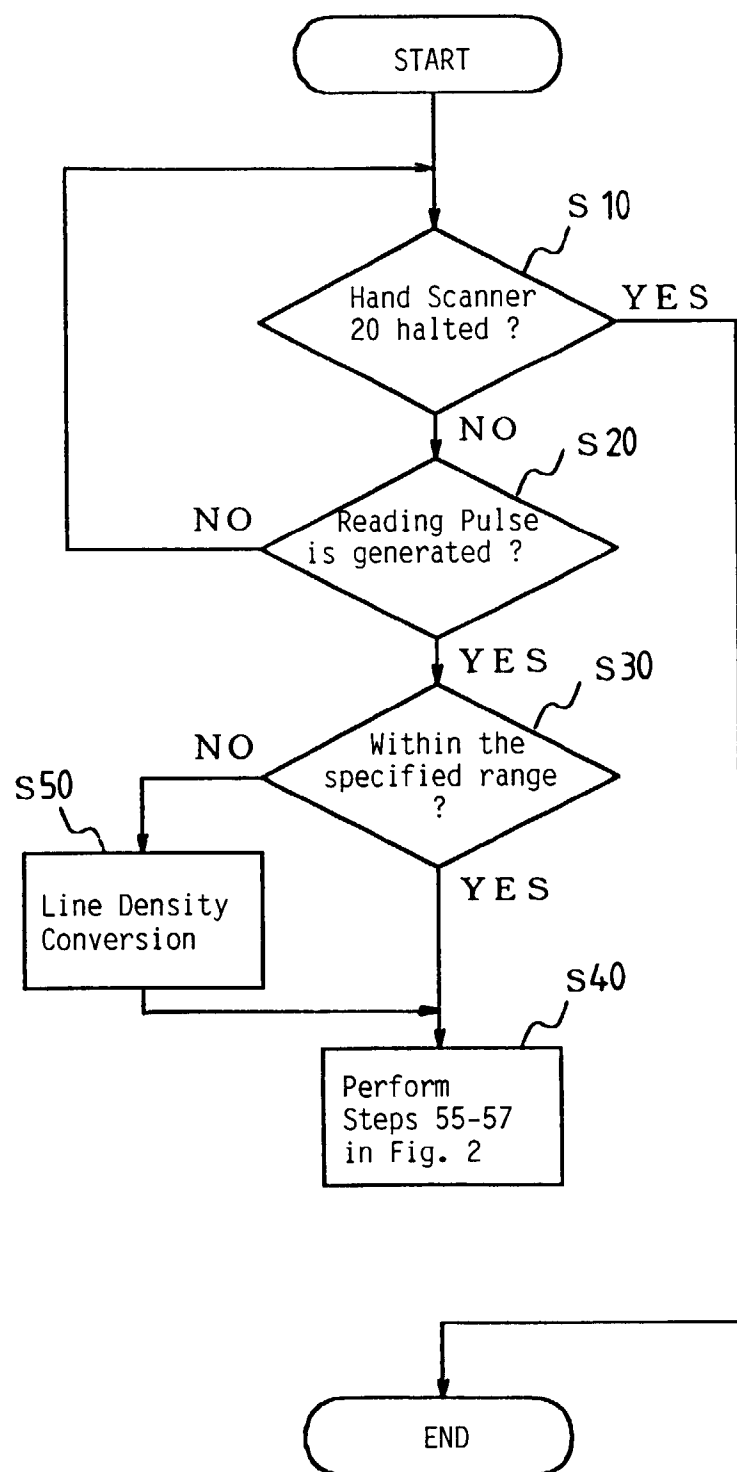 START
S 10
Hand Scanner
20 halted ?
YES
NO
S20
NO
Reading Pulse
is generated ?
YES
S30
NO
Within the
specified range
?
S50
YES
Line Density
Conversion
S40
Perform
Steps 55-57
in Fig. 2
END